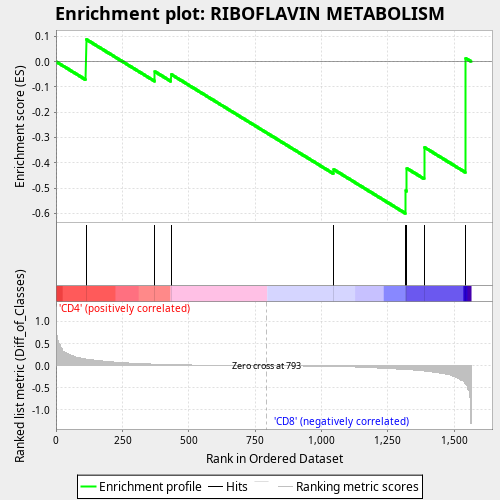 Enrichment plot: RIBOFLAVIN METABOLISM
Enrichment score (ES)
0.1
0.0
-0.1
-0.2
-0.3
-0.4
-0.5
-0.6
'CD4' (positively correlated)
Ranked list metric (Diff_of_Classes)
1.0
0.5
0.0
-0.5
-1.0
Zero cross at 793
'CD8' (negatively correlated)
0
250
500
750
1,000
1,250
1,500
Rank in Ordered Dataset
Enrichment profile
Hits
Ranking metric scores